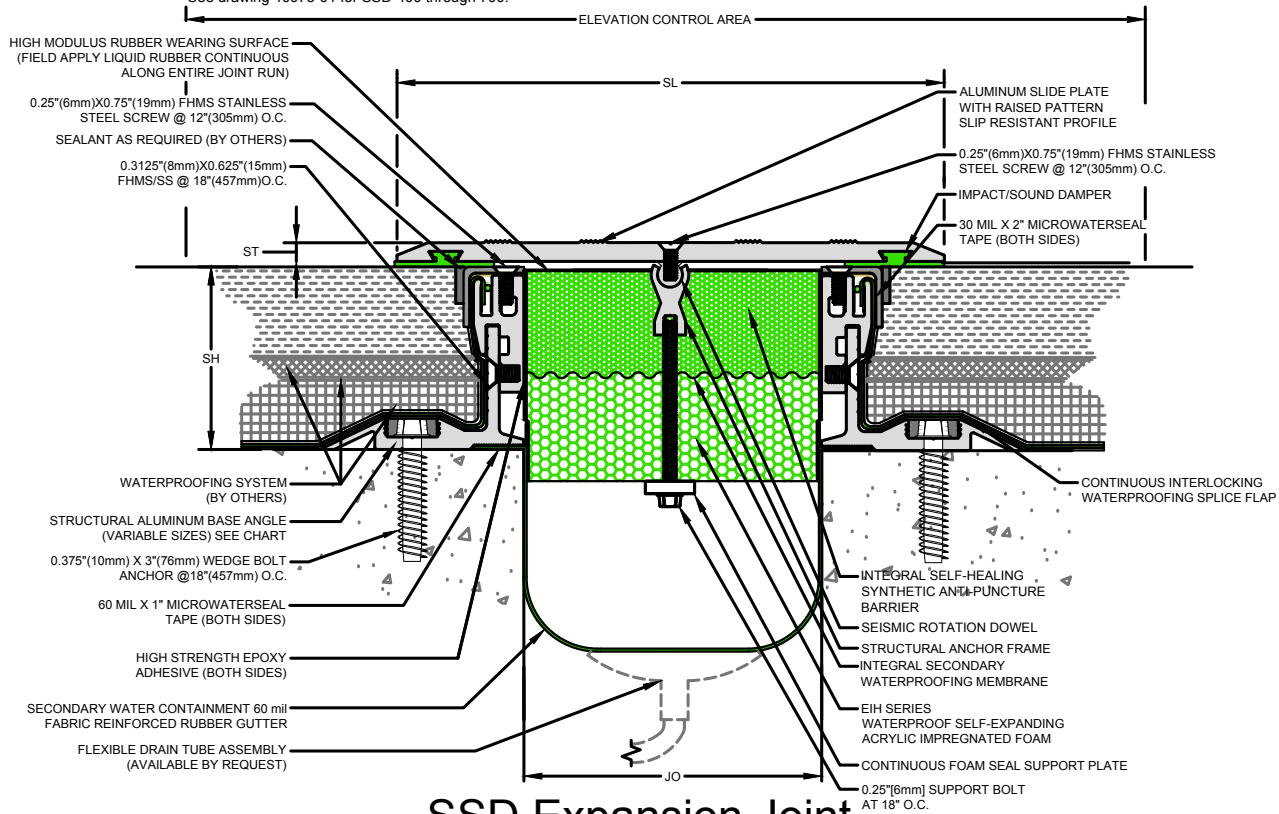 ELEVATION CONTROL AREA
HIGH MODULUS RUBBER WEARING SURFACE
(FIELD APPLY LIQUID RUBBER CONTINUOUS
ALONG ENTIRE JOINT RUN)
0.25"(6mm)X0.75"(19mm) FHMS STAINLESS
STEEL SCREW @ 12"(305mm) O.C.
SEALANT AS REQUIRED (BY OTHERS)
0.3125"(8mm)X0.625"(15mm)
FHMS/SS @ 18"(457mm)O.C.
SL
ALUMINUM SLIDE PLATE
WITH RAISED PATTERN
SLIP RESISTANT PROFILE
0.25"(6mm)X0.75"(19mm) FHMS STAINLESS
STEEL SCREW @ 12"(305mm) O.C.
IMPACT/SOUND DAMPER
30 MIL X 2" MICROWATERSEAL
TAPE (BOTH SIDES)
ST
SH
WATERPROOFING SYSTEM
(BY OTHERS)
STRUCTURAL ALUMINUM BASE ANGLE
(VARIABLE SIZES) SEE CHART
0.375"(10mm) X 3"(76mm) WEDGE BOLT
ANCHOR @18"(457mm) O.C.
60 MIL X 1" MICROWATERSEAL
TAPE (BOTH SIDES)
HIGH STRENGTH EPOXY
ADHESIVE (BOTH SIDES)
SECONDARY WATER CONTAINMENT 60 mil
FABRIC REINFORCED RUBBER GUTTER
FLEXIBLE DRAIN TUBE ASSEMBLY
(AVAILABLE BY REQUEST)
CONTINUOUS INTERLOCKING
WATERPROOFING SPLICE FLAP
INTEGRAL SELF-HEALING
SYNTHETIC ANTI-PUNCTURE
BARRIER
SEISMIC ROTATION DOWEL
STRUCTURAL ANCHOR FRAME
INTEGRAL SECONDARY
WATERPROOFING MEMBRANE
EIH SERIES
WATERPROOF SELF-EXPANDING
ACRYLIC IMPREGNATED FOAM
CONTINUOUS FOAM SEAL SUPPORT PLATE
0.25"[6mm] SUPPORT BOLT
AT 18" O.C.
JO
SSD Expansion Joint